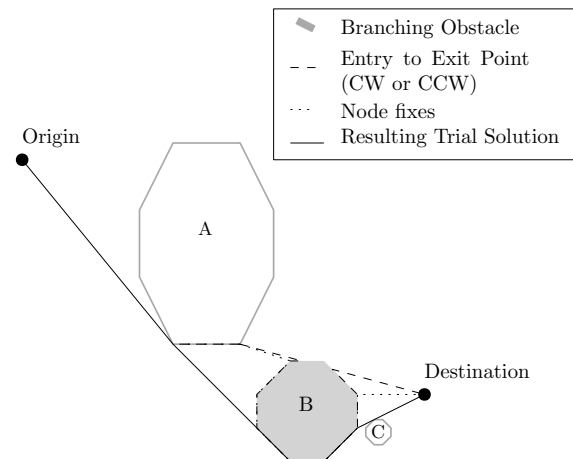 Branching Obstacle
Entry to Exit Point
(CW or CCW)
Node fixes
Resulting Trial Solution
Origin
A
Destination
B
C